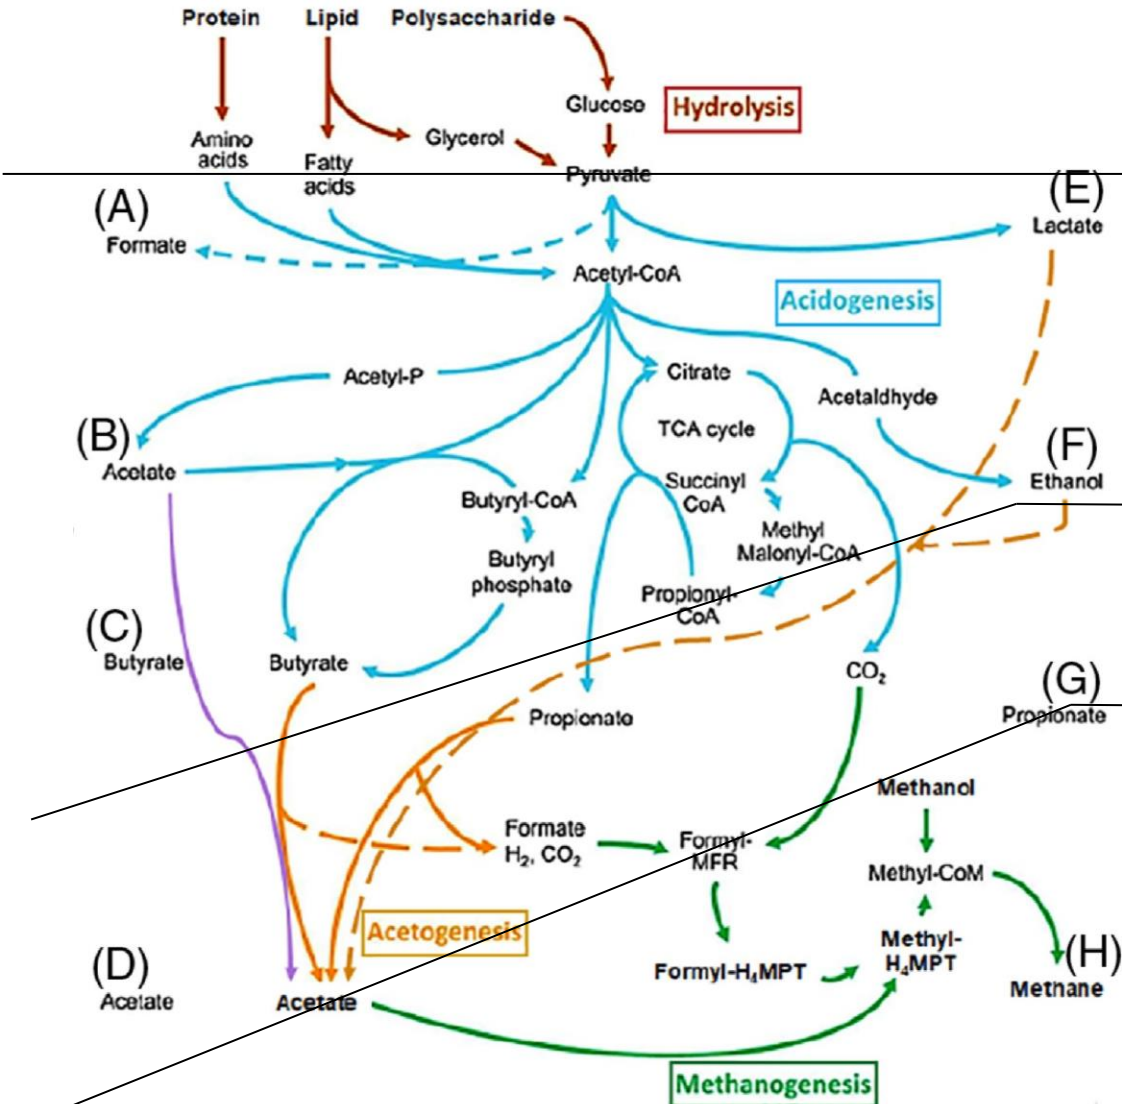 Protein
Lipid
Polysaccharide
Glucose
Hydrolysis
Amino
acids
Fatty
acids
Glycerol
Pyruvate
(A)
Formate
(E)
Lactate
Acetyl-CoA
Acidogenesis
Acetyl-P
Citrate
Acetaldhyde
TCA cycle
(B)
Acetate
(F)
Ethanol
Butyryl-CoA
Succinyl
CoA
Methyl
Malonyl-CoA
Butyryl
phosphate
Propionyl-
CoA
(C)
Butyrate
Butyrate
CO₂
(G)
Propionate
Propionate
Methanol
Formate
H₂, CO₂
Formyl-
MFR
Methyl-CoM
Acetogenesis
Methyl-
H₄MPT
Formyl-H₄MPT
(H)
Methane
(D)
Acetate
Acetate
Methanogenesis